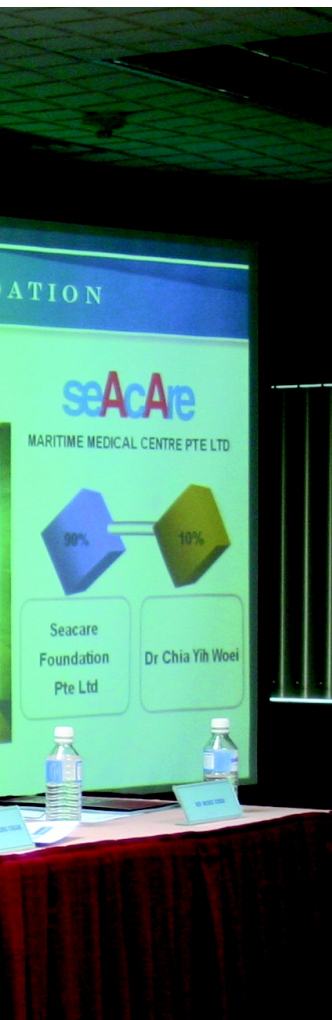 ATION
seAcAre
MARITIME MEDICAL CENTRE PTE LTD
90%
10%
Seacare
Foundation
Pte Ltd
Dr Chia Yih Woei